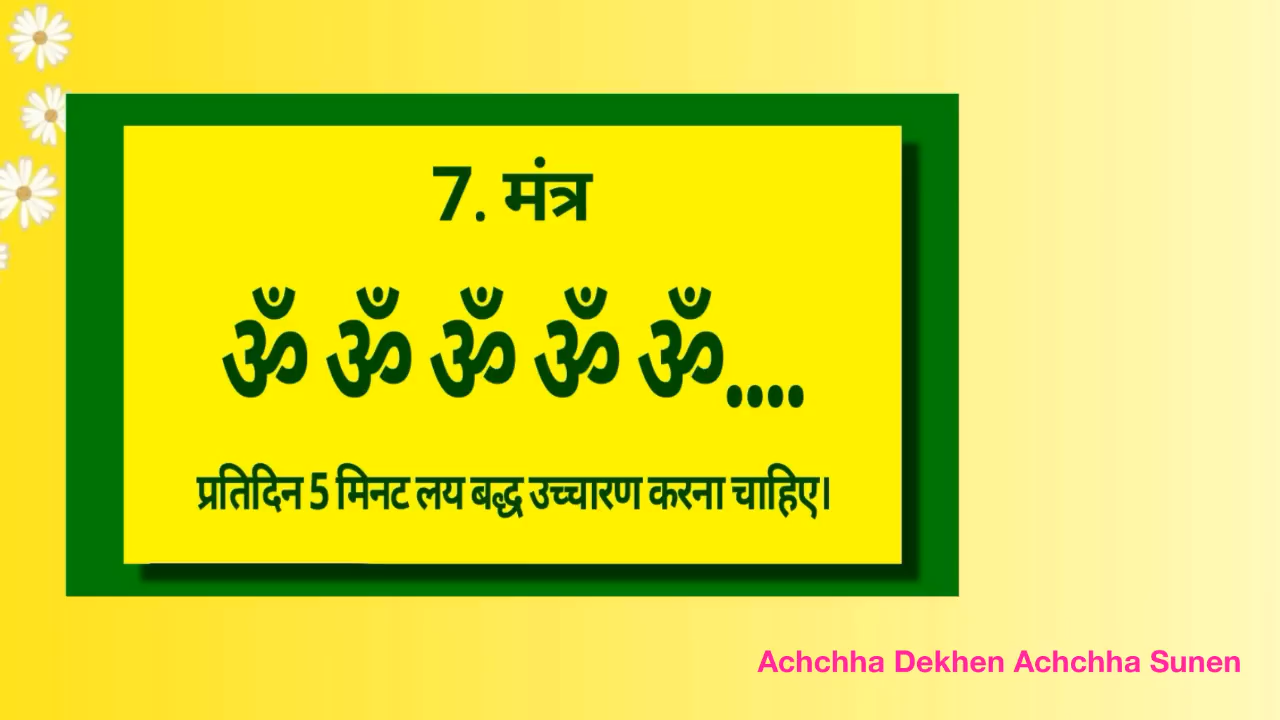 7. मंत्र
ॐ ॐ ॐ ॐ ॐ....
प्रतिदिन 5 मिनट लय बद्ध उच्चारण करना चाहिए।
Achchha Dekhen Achchha Sunen